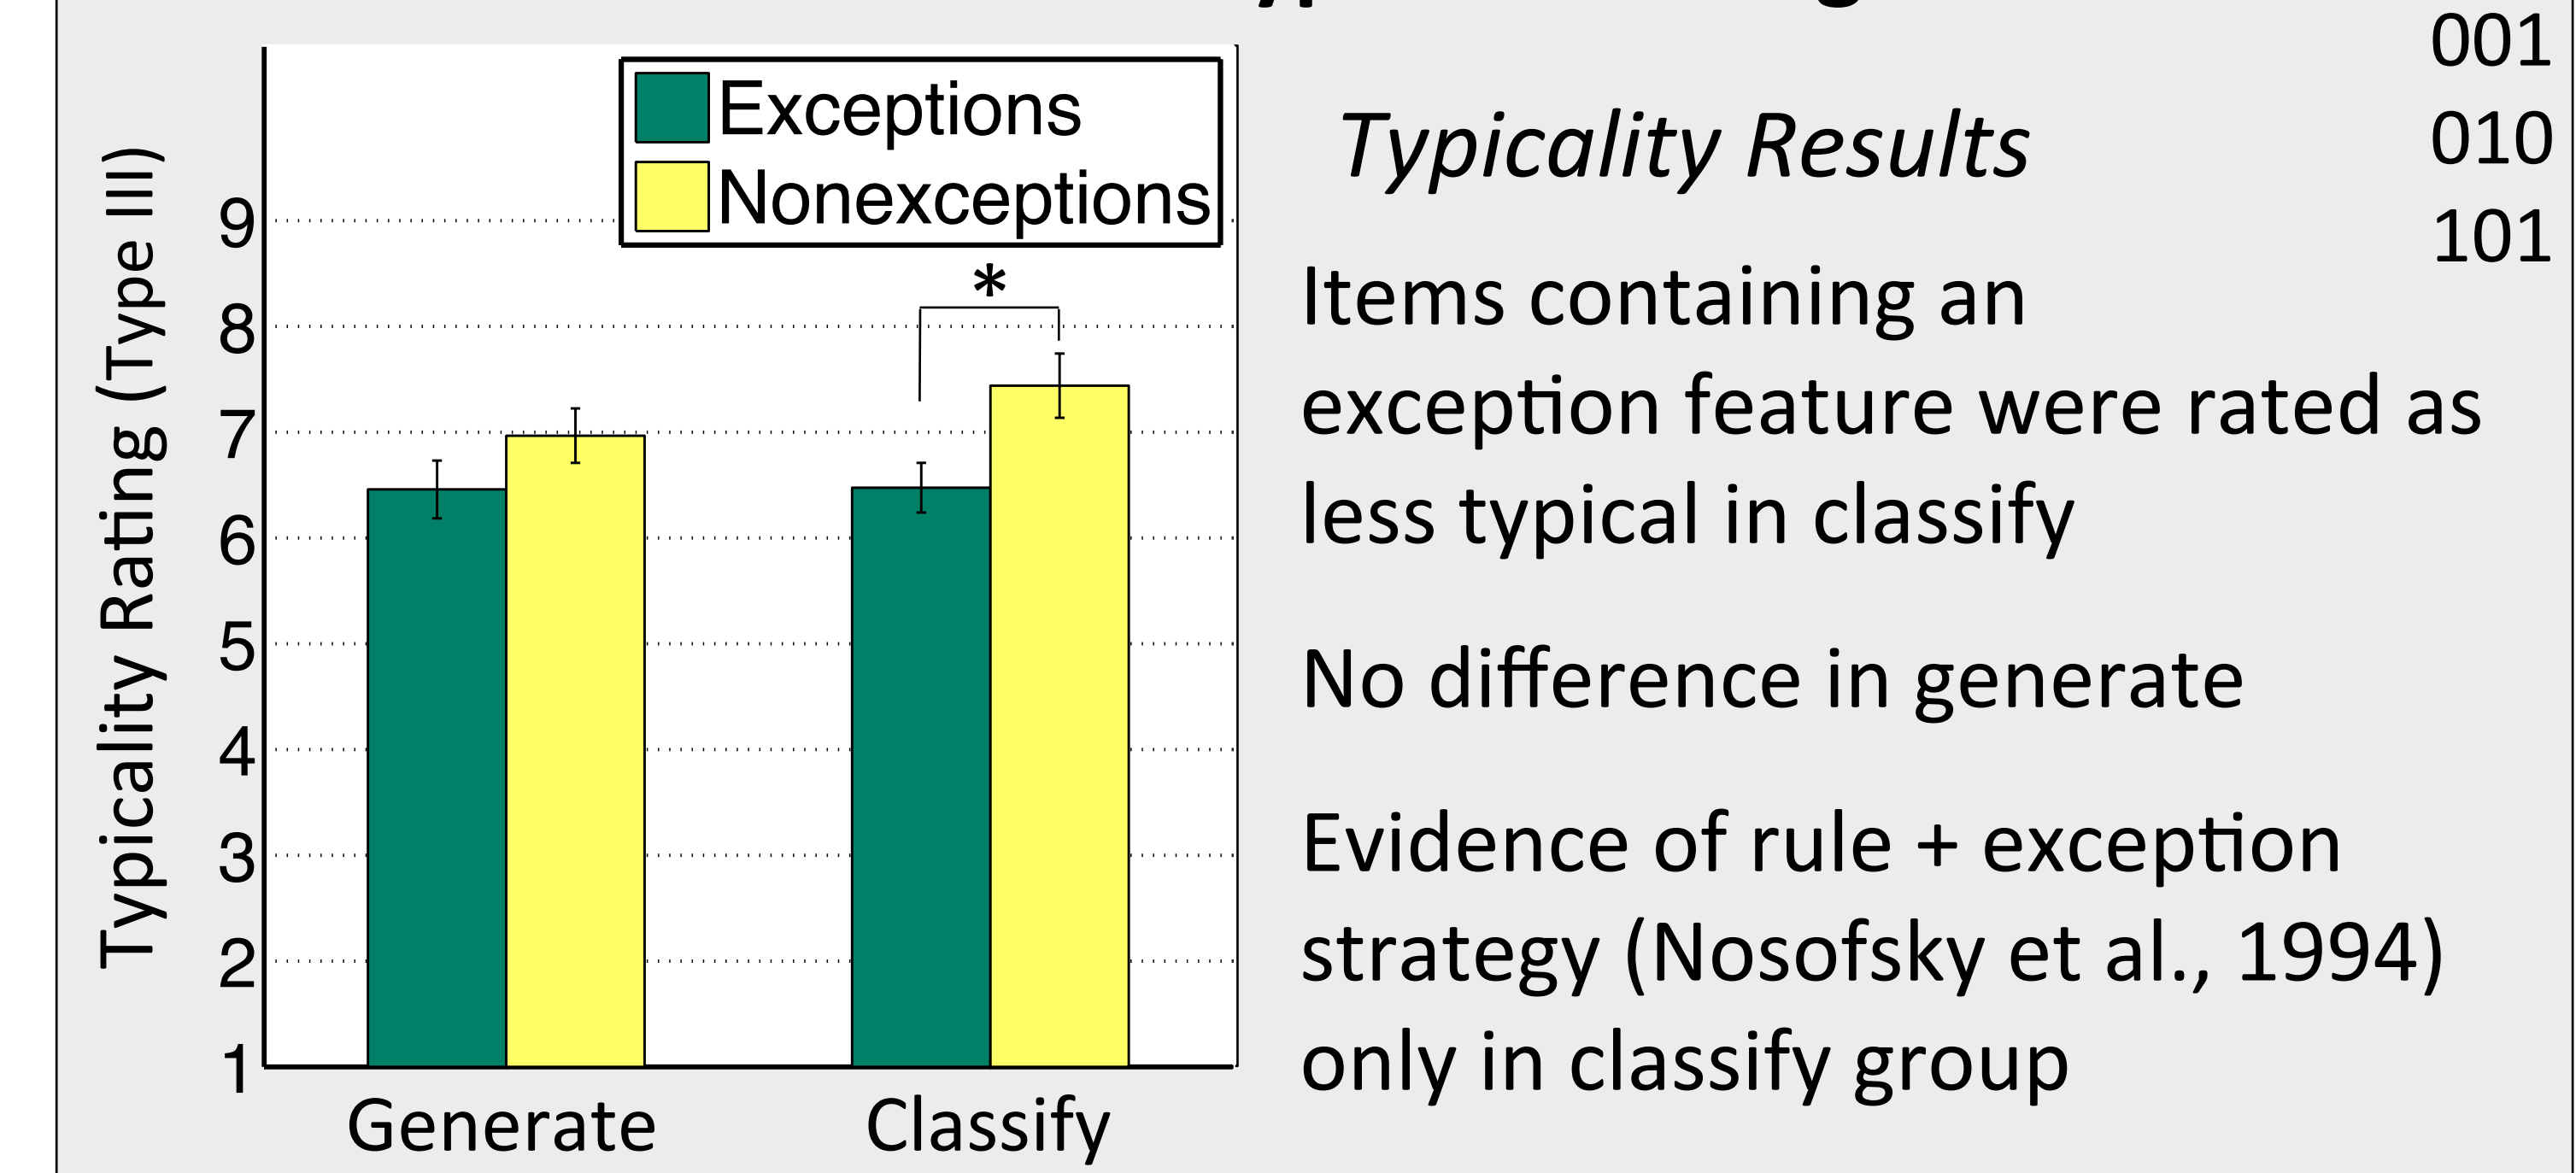 Exceptions
Nonexceptions
Typicality Rating (Type III)
9
8
7
6
5
4
3
2
1
*
Generate
Classify
001
010
101
Typicality Results
Items containing an
exception feature were rated as
less typical in classify
No difference in generate
Evidence of rule + exception
strategy (Nosofsky et al., 1994)
only in classify group